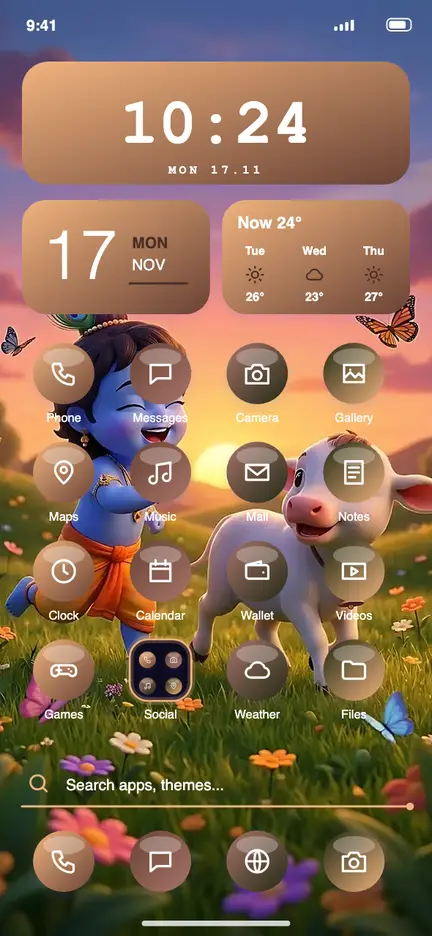 9:41
10:24
MON 17.11
17
MON
NOV
Now 24°
Tue Wed Thu
26° 23° 27°
Phone Messages Camera Gallery
Maps Music Mail Notes
Clock Calendar Wallet Videos
Games Social Weather Files
Search apps, themes...